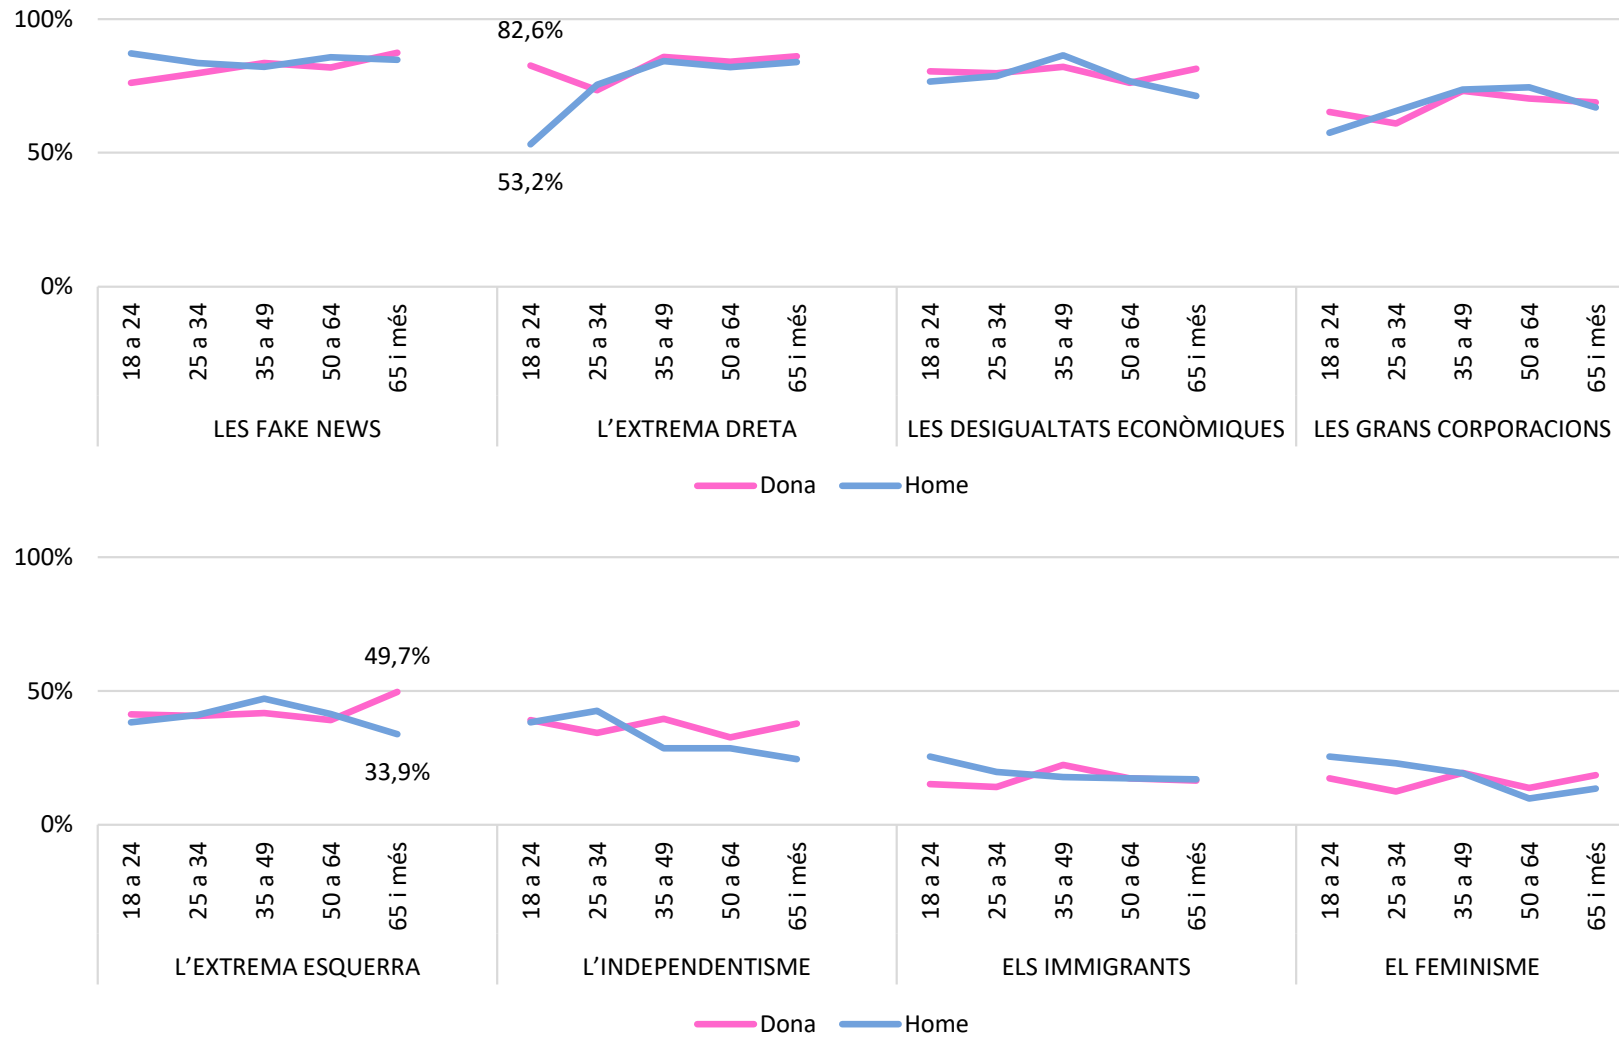 100%
82,6%
50%
53,2%
0%
18 a 24
25 a 34
35 a 49
50 a 64
65 i més
18 a 24
25 a 34
35 a 49
50 a 64
65 i més
18 a 24
25 a 34
35 a 49
50 a 64
65 i més
18 a 24
25 a 34
35 a 49
50 a 64
65 i més
LES FAKE NEWS
L’EXTREMA DRETA
LES DESIGUALTATS ECONÒMIQUES
LES GRANS CORPORACIONS
Dona
Home
100%
49,7%
50%
33,9%
0%
18 a 24
25 a 34
35 a 49
50 a 64
65 i més
18 a 24
25 a 34
35 a 49
50 a 64
65 i més
18 a 24
25 a 34
35 a 49
50 a 64
65 i més
18 a 24
25 a 34
35 a 49
50 a 64
65 i més
L’EXTREMA ESQUERRA
L’INDEPENDENTISME
ELS IMMIGRANTS
EL FEMINISME
Dona
Home